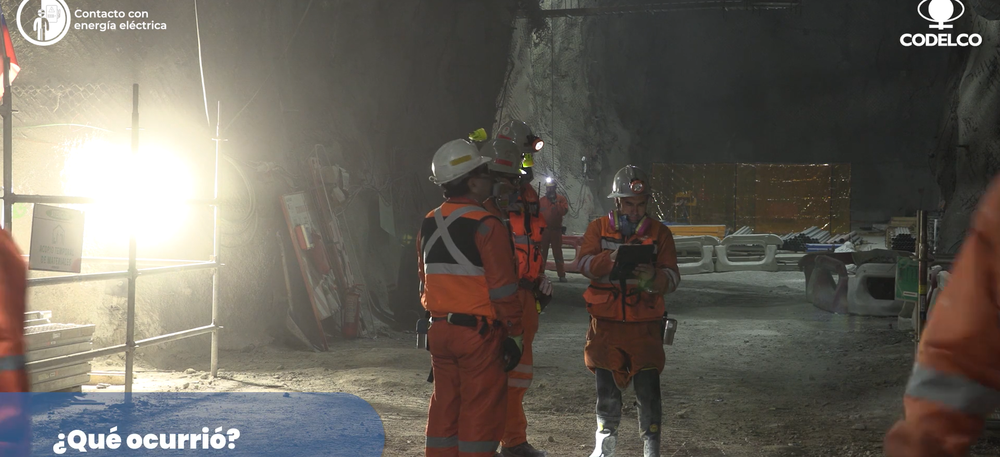 Contacto con
energía eléctrica
CODELCO
ACOPIO TEMPORAL
DE MATERIALES
¿Qué ocurrió?